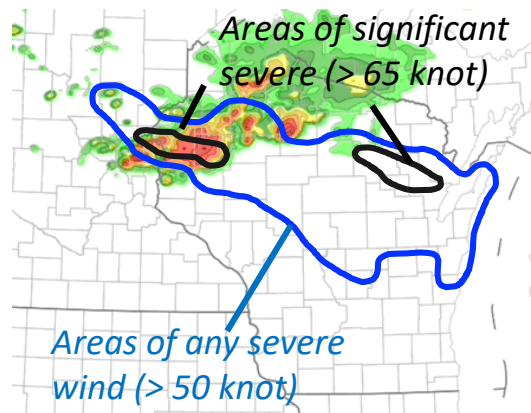 Areas of significant
severe (> 65 knot)
Areas of any severe
wind (> 50 knot)